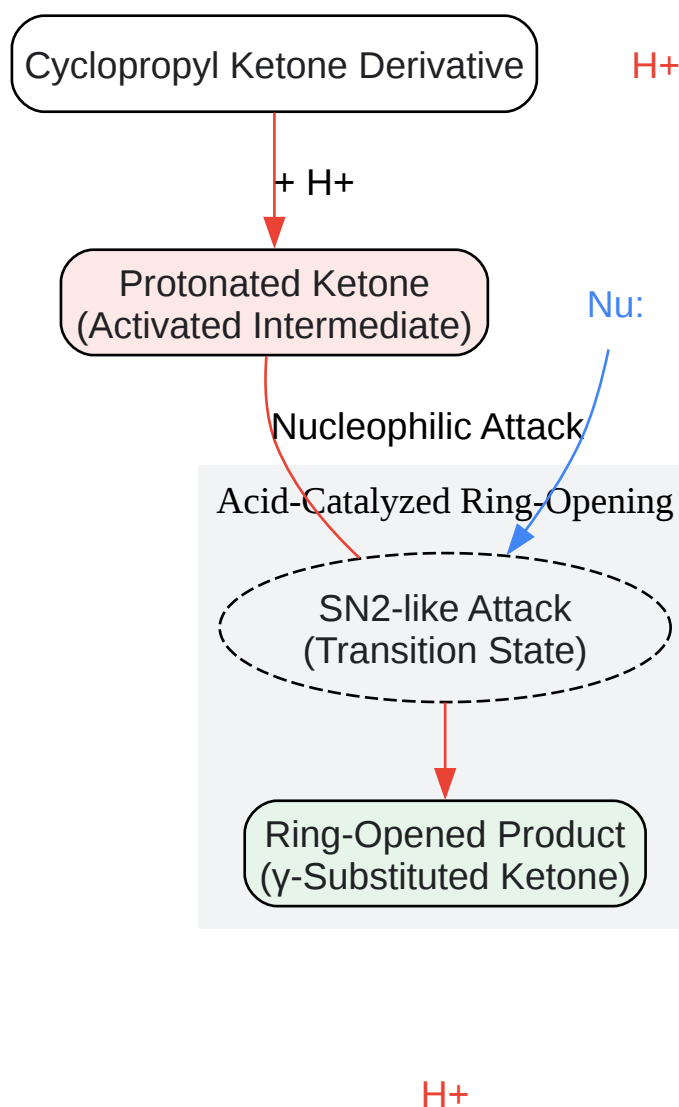 Cyclopropyl Ketone Derivative
H+
+ H+
Protonated Ketone
(Activated Intermediate)
Nu:
Nucleophilic Attack
Acid-Catalyzed Ring-Opening
SN2-like Attack
(Transition State)
Ring-Opened Product
(γ-Substituted Ketone)
H+